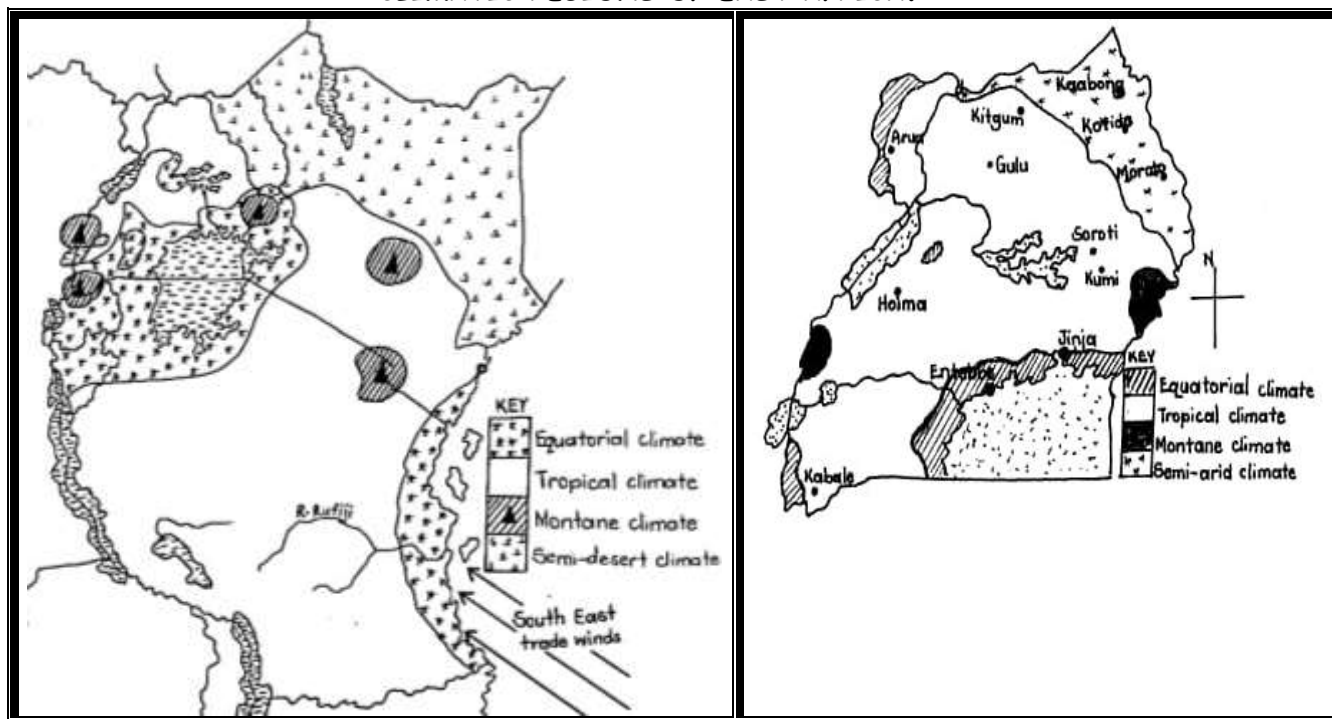 KEY
Equatorial climate
Tropical climate
Montane climate
Semi-desert climate
R. Rufiji
South East
trade winds
Kaabong
Kitgum
Kotido
Arua
Gulu
Moroto
Soroti
N
Kumi
Hoima
Jinja
KEY
Entebbe
Equatorial climate
Tropical climate
Montane climate
Semi-arid climate
Kabale